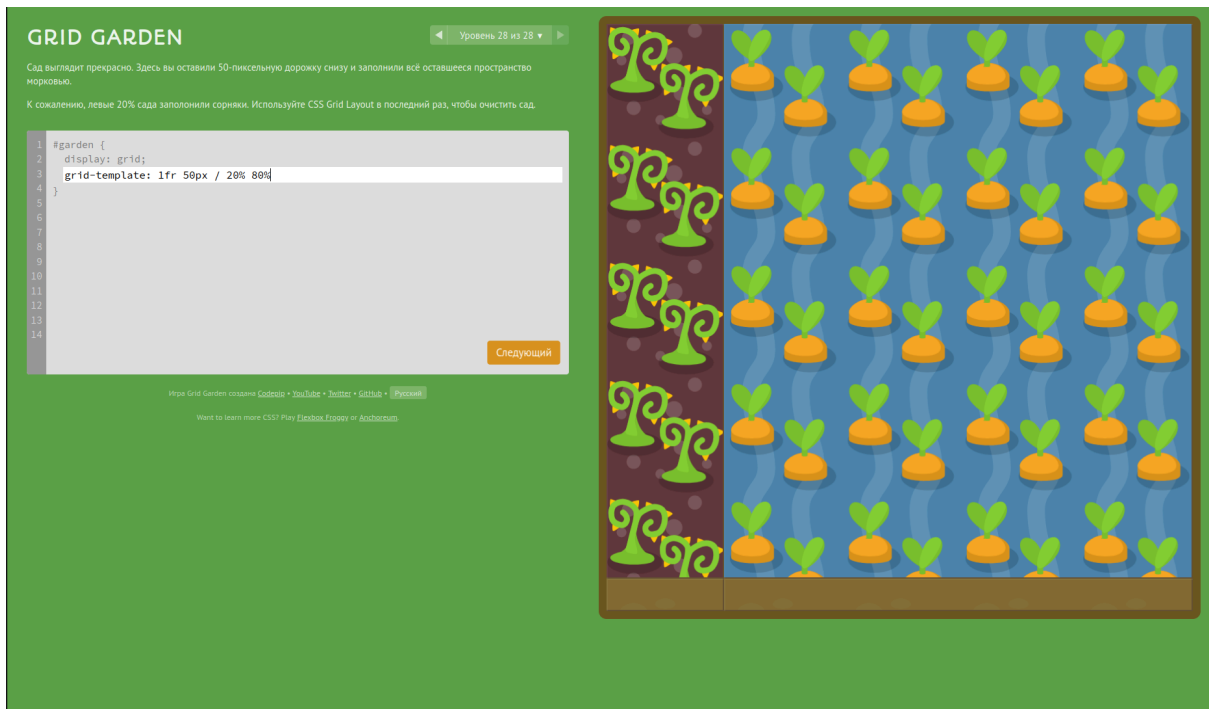 GRID GARDEN
◀ Уровень 28 из 28 ▾ ▶
Сад выглядит прекрасно. Здесь вы оставили 50-пиксельную дорожку снизу и заполнили всё оставшееся пространство
морковью.
К сожалению, левые 20% сада заполонили сорняки. Используйте CSS Grid Layout в последний раз, чтобы очистить сад.
1 #garden {
2 display: grid;
3 grid-template: 1fr 50px / 20% 80%
4 }
5
6
7
8
9
10
11
12
13
14
Следующий
Игра Grid Garden создана Codepip • YouTube • Twitter • GitHub • Русский
Want to learn more CSS? Play Flexbox Froggy or Anchoreum.